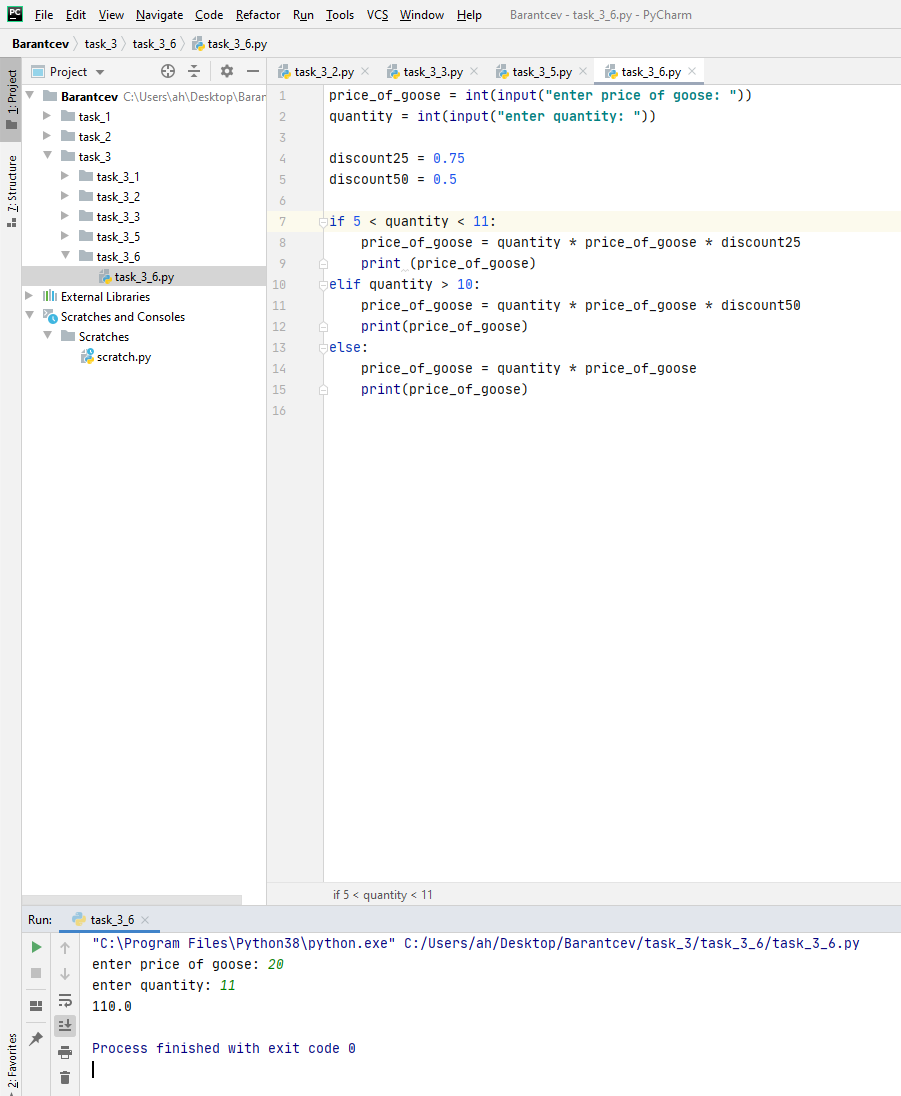 PC File Edit View Navigate Code Refactor Run Tools VCS Window Help Barantcev - task_3_6.py - PyCharm
Barantcev task_3 task_3_6 task_3_6.py
1: Project
7: Structure
2: Favorites
Project
Barantcev C:\Users\ah\Desktop\Baran
task_1
task_2
task_3
task_3_1
task_3_2
task_3_3
task_3_5
task_3_6
task_3_6.py
External Libraries
Scratches and Consoles
Scratches
scratch.py
task_3_2.py task_3_3.py task_3_5.py task_3_6.py
1 price_of_goose = int(input("enter price of goose: "))
2 quantity = int(input("enter quantity: "))
3
4 discount25 = 0.75
5 discount50 = 0.5
6
7 if 5 < quantity < 11:
8 price_of_goose = quantity * price_of_goose * discount25
9 print (price_of_goose)
10 elif quantity > 10:
11 price_of_goose = quantity * price_of_goose * discount50
12 print(price_of_goose)
13 else:
14 price_of_goose = quantity * price_of_goose
15 print(price_of_goose)
16
if 5 < quantity < 11
Run: task_3_6
"C:\Program Files\Python38\python.exe" C:/Users/ah/Desktop/Barantcev/task_3/task_3_6/task_3_6.py
enter price of goose: 20
enter quantity: 11
110.0
Process finished with exit code 0